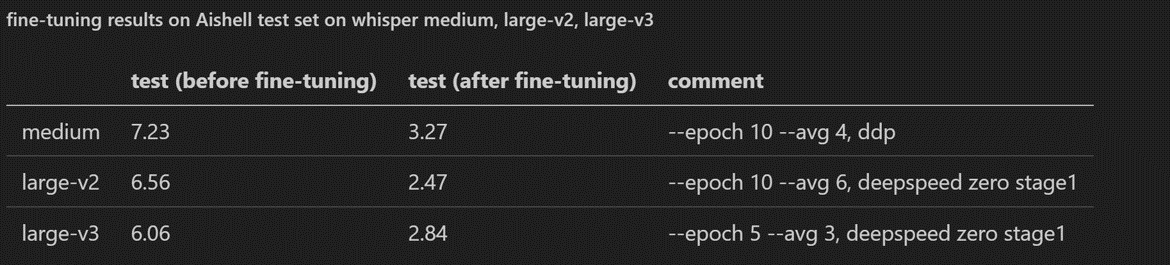 fine-tuning results on Aishell test set on whisper medium, large-v2, large-v3
test (before fine-tuning) test (after fine-tuning) comment
medium 7.23 3.27 --epoch 10 --avg 4, ddp
large-v2 6.56 2.47 --epoch 10 --avg 6, deepspeed zero stage1
large-v3 6.06 2.84 --epoch 5 --avg 3, deepspeed zero stage1